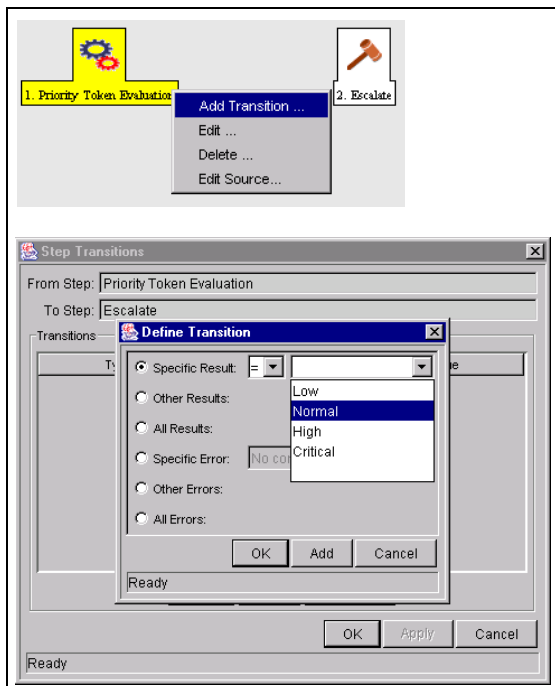 1. Priority Token Evaluation
2. Escalate
Add Transition ...
Edit ...
Delete ...
Edit Source...
Step Transitions
From Step: Priority Token Evaluation
To Step: Escalate
Transitions
Define Transition
Specific Result: =
Low
Normal
High
Critical
Other Results:
All Results:
Specific Error:
Other Errors:
All Errors:
OK Add Cancel
Ready
OK Apply Cancel
Ready